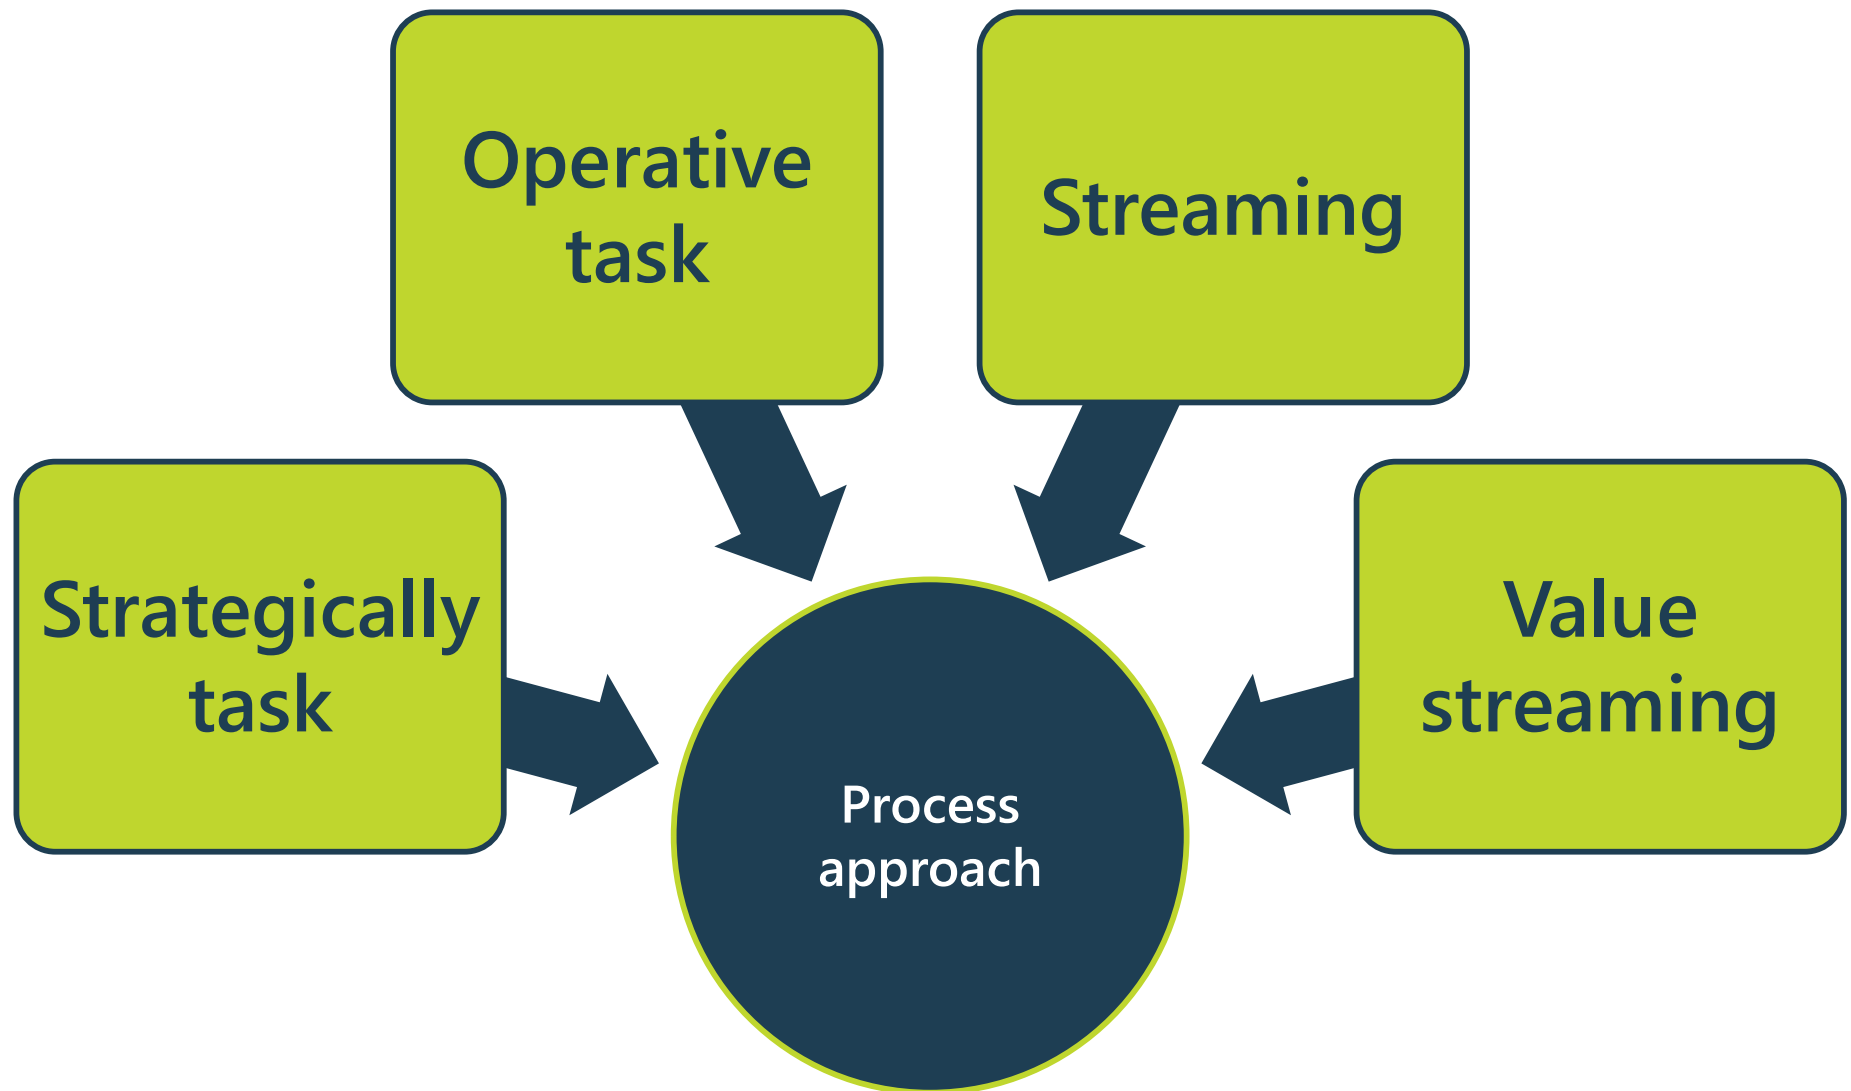 Operative
task
Streaming
Strategically
task
Value
streaming
Process
approach